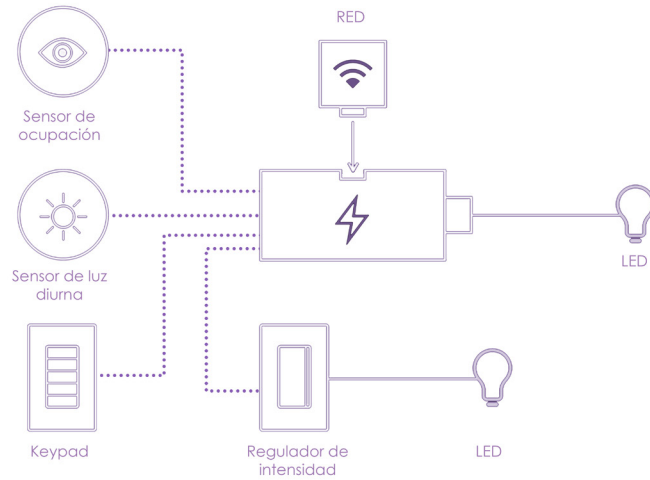 RED
Sensor de
ocupación
Sensor de luz
diurna
LED
Keypad
Regulador de
intensidad
LED